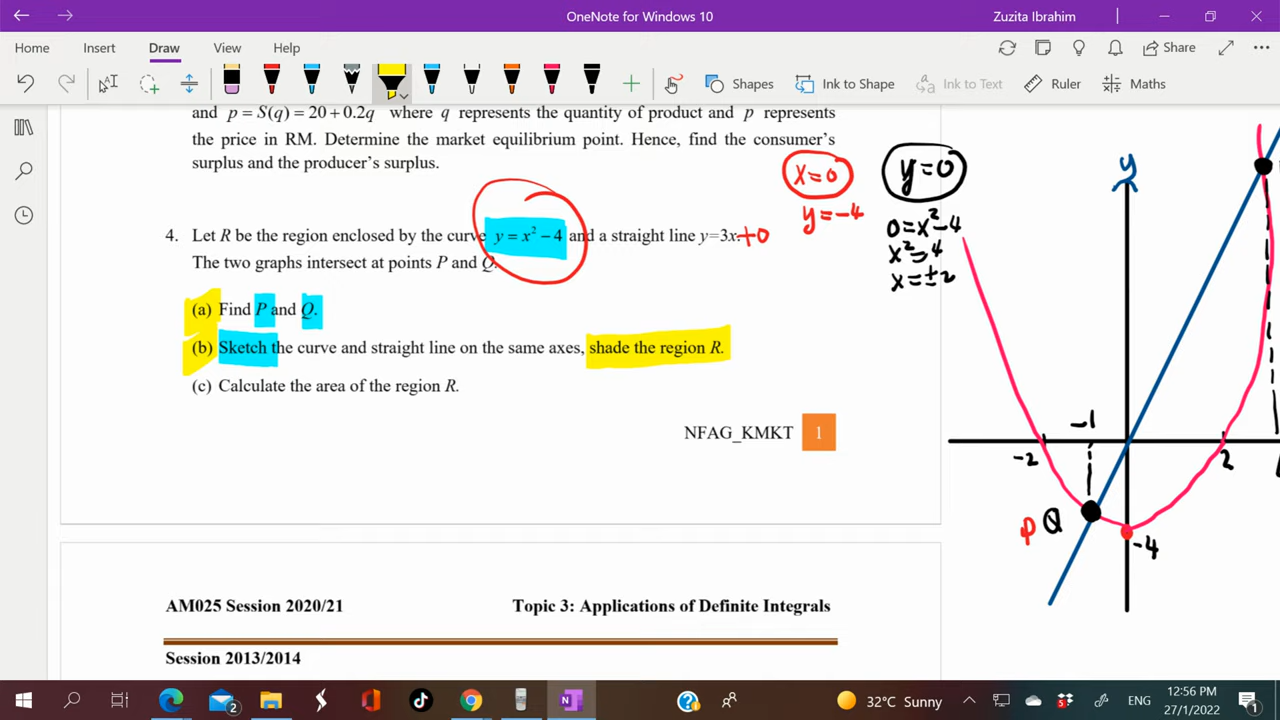 OneNote for Windows 10
Zuzita Ibrahim
Home Insert Draw View Help
Share
Shapes Ink to Shape Ink to Text Ruler Maths
and p = S(q) = 20 + 0.2q where q represents the quantity of product and p represents
the price in RM. Determine the market equilibrium point. Hence, find the consumer's
surplus and the producer's surplus.
x=0
y=-4
y=0
0=x²-4
x²=4
x=±2
4. Let R be the region enclosed by the curve y = x² − 4 and a straight line y=3x.+0
The two graphs intersect at points P and Q.
(a) Find P and Q.
(b) Sketch the curve and straight line on the same axes, shade the region R.
(c) Calculate the area of the region R.
NFAG_KMKT 1
y
-1
-2
2
P Q
-4
AM025 Session 2020/21 Topic 3: Applications of Definite Integrals
Session 2013/2014
2
32°C Sunny
ENG
12:56 PM
27/1/2022
1